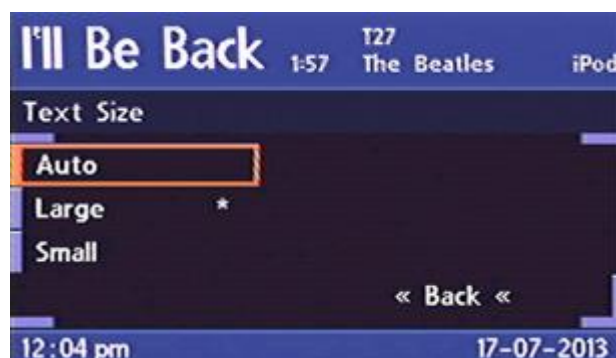 I'll Be Back 1:57 T27 The Beatles iPod
Text Size
Auto
Large *
Small
« Back «
12:04 pm 17-07-2013